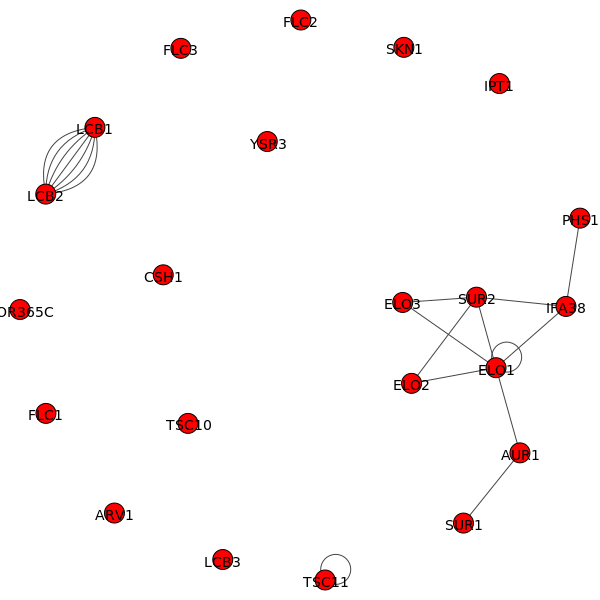 FLC2
FLC3
SKN1
IPT1
LCB1
YSR3
LCB2
PHS1
CSH1
ELO3
SUR2
IFA38
OR365C
ELO1
ELO2
FLC1
TSC10
AUR1
ARV1
SUR1
LCB3
TSC11